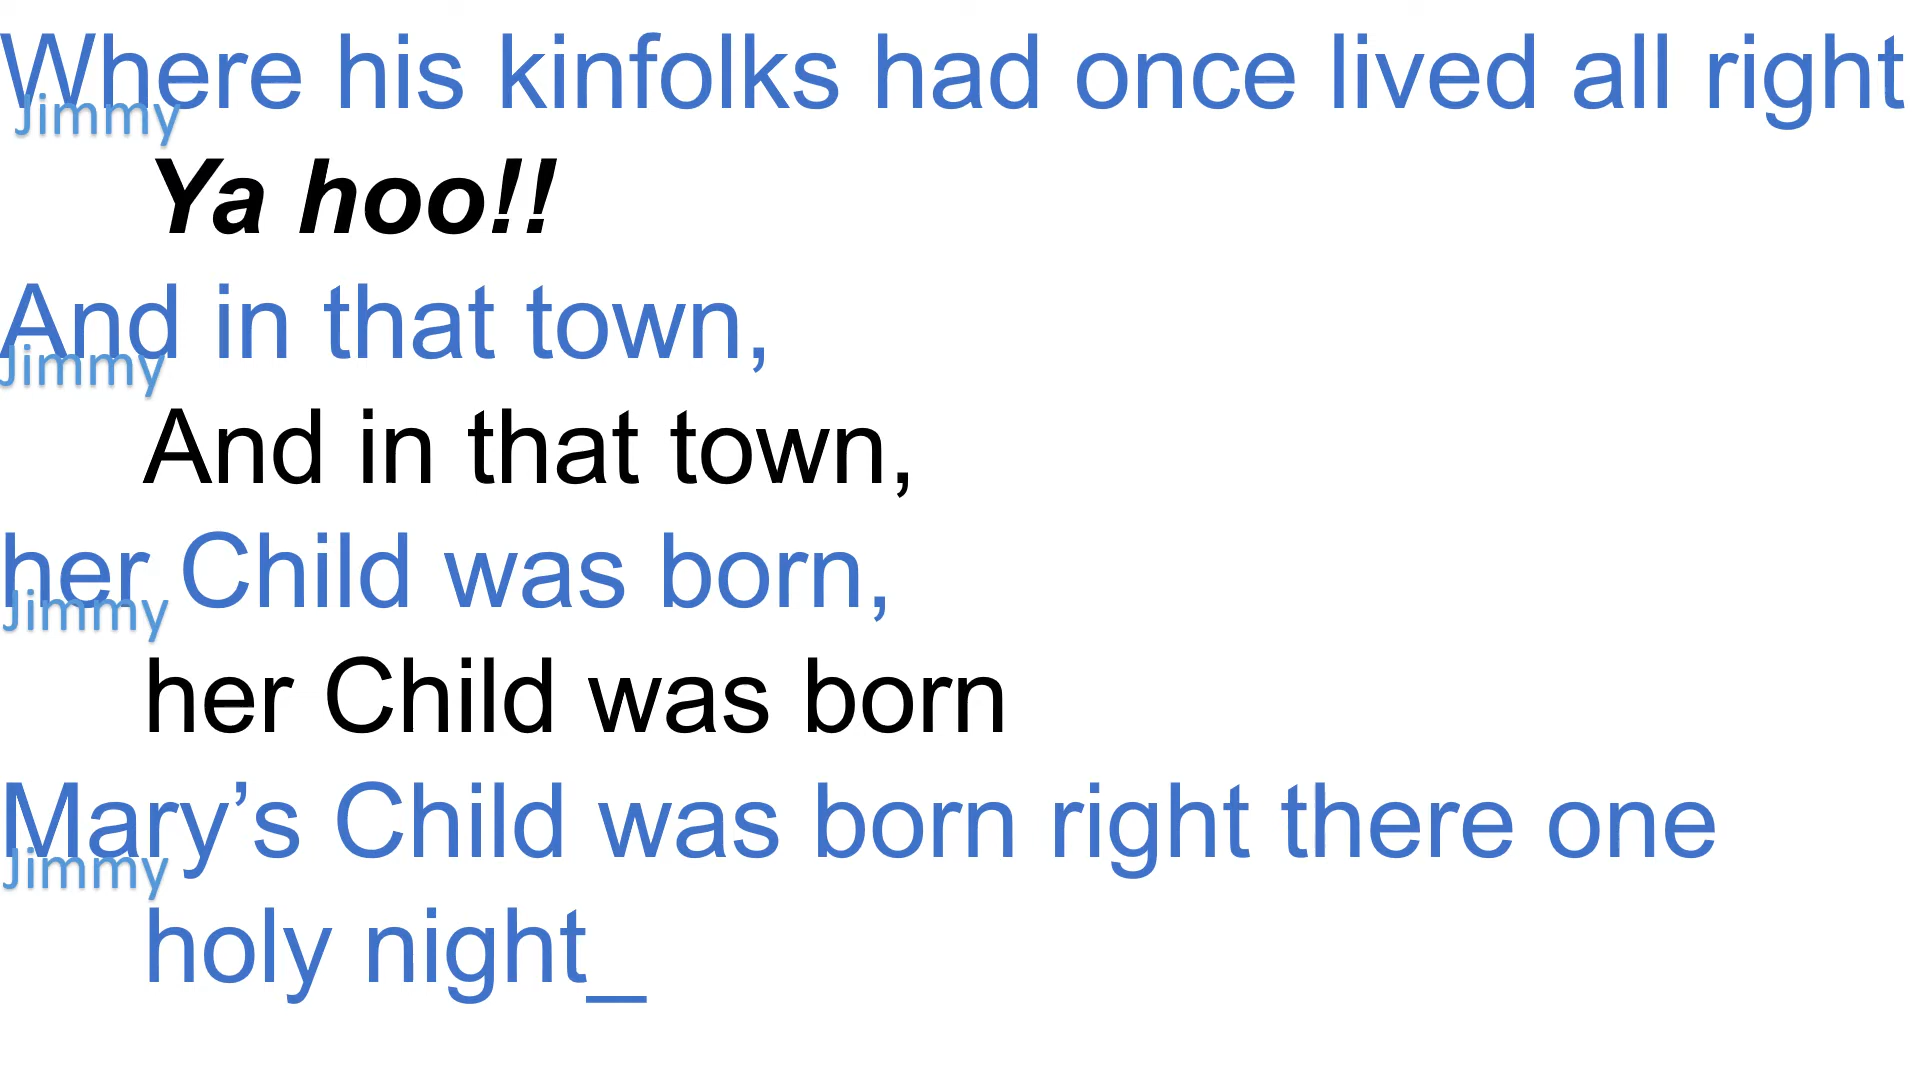 Where his kinfolks had once lived all right
Jimmy
Ya hoo!!
And in that town,
Jimmy
And in that town,
her Child was born,
Jimmy
her Child was born
Mary’s Child was born right there one
Jimmy
holy night_